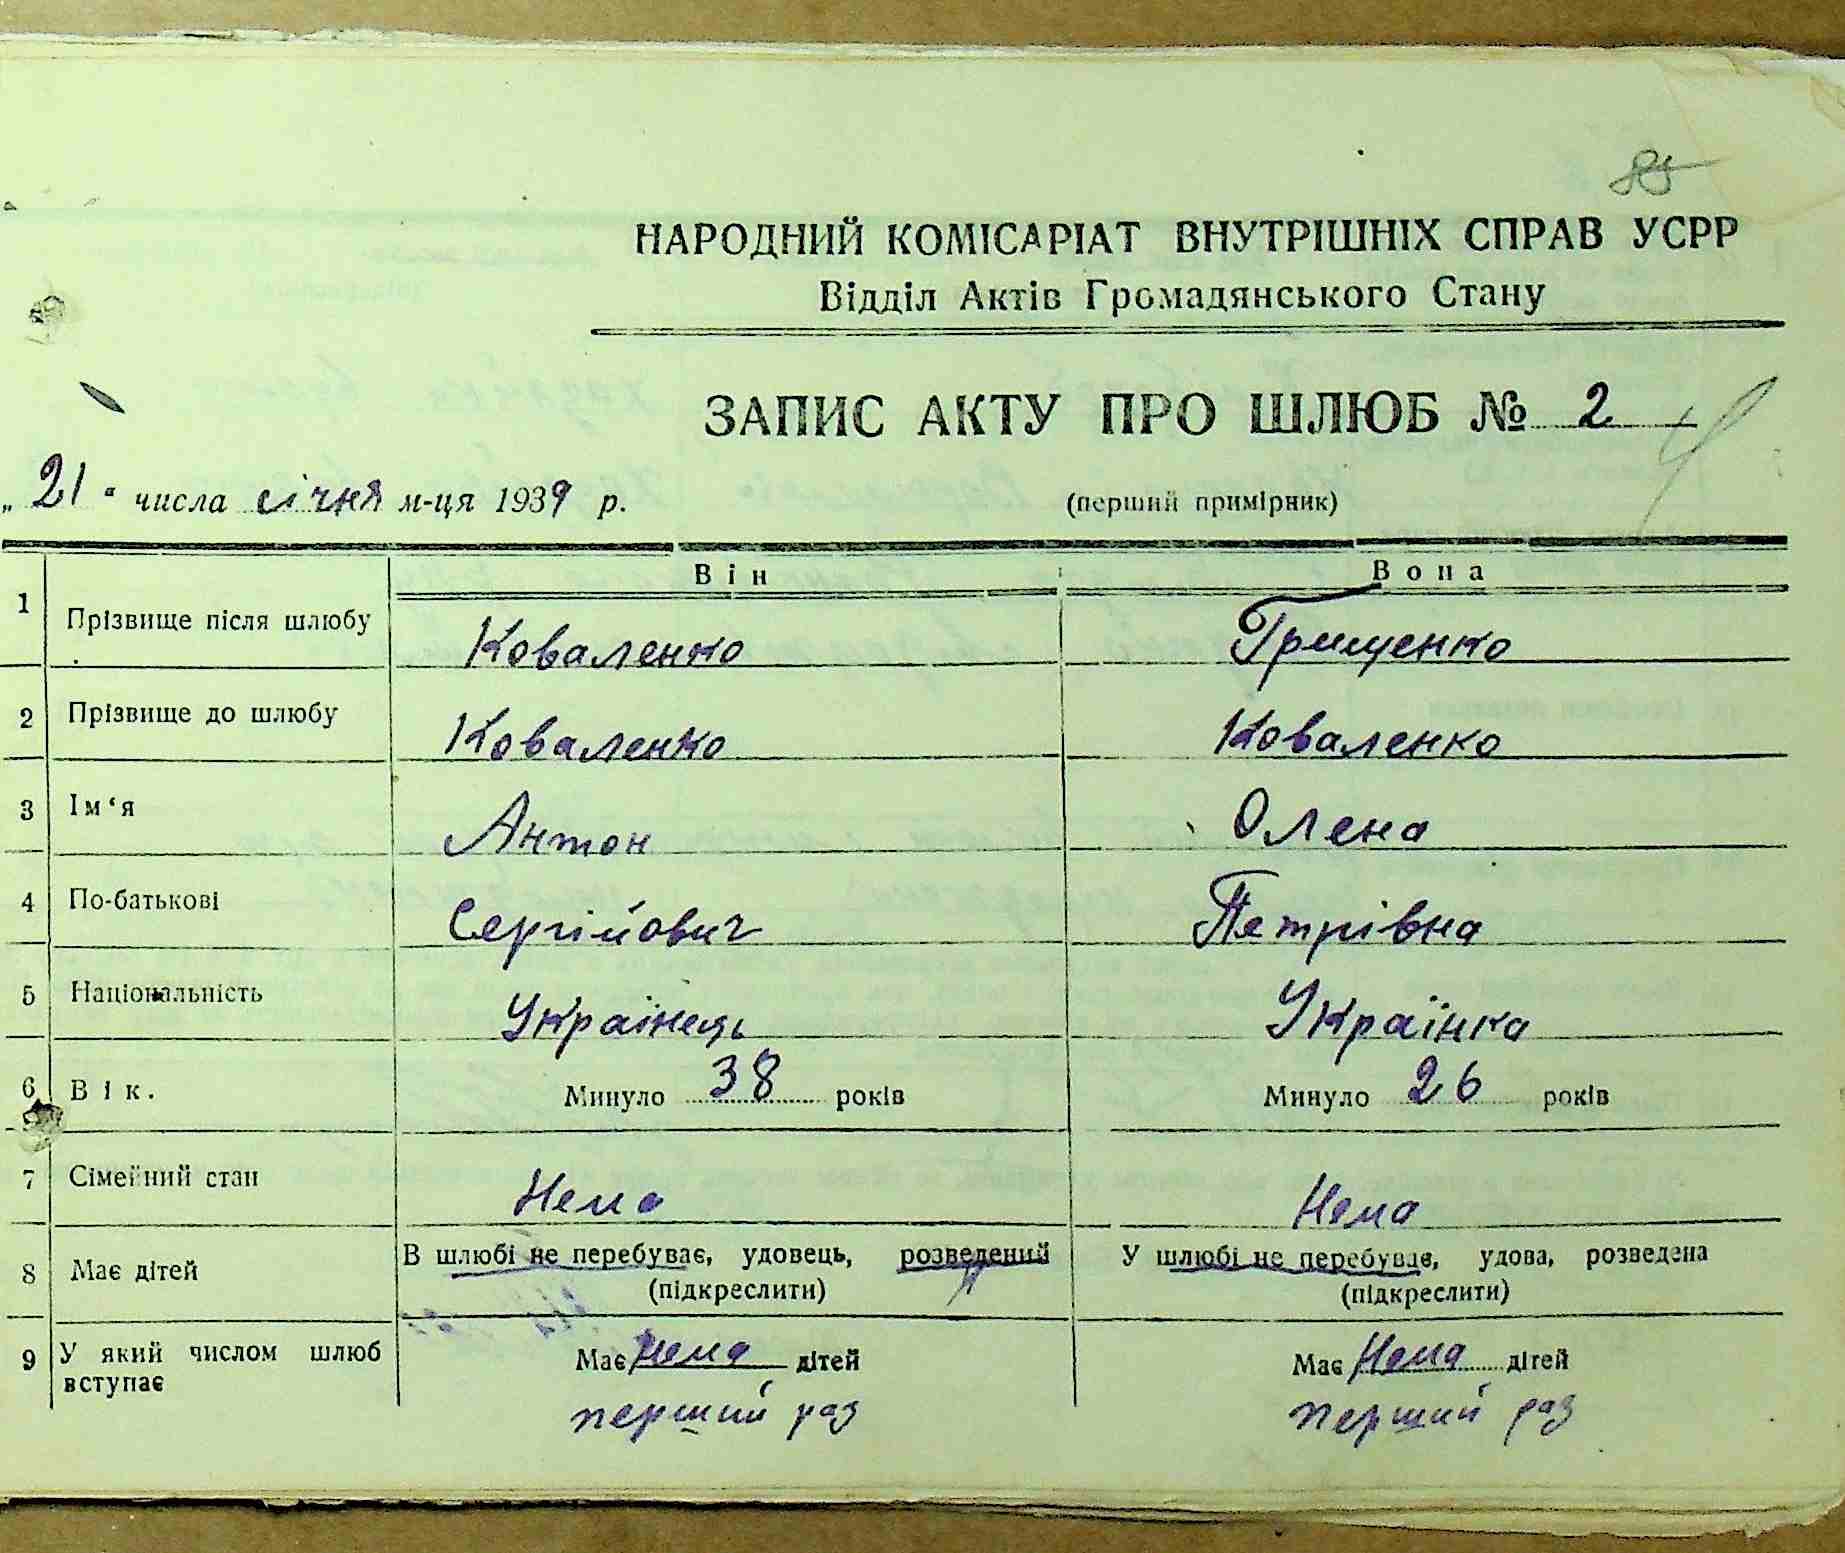 89
НАРОДНИЙ КОМІСАРІАТ ВНУТРІШНІХ СПРАВ УСРР
Відділ Актів Громадянського Стану
ЗАПИС АКТУ ПРО ШЛЮБ № 2
„21“ числа січня м-ця 1939 р. (перший примірник)
Він Вона
1 Прізвище після шлюбу Коваленко Грищенко
2 Прізвище до шлюбу Коваленко Коваленко
3 Ім‘я Антон Олена
4 По-батькові Сергійович Петрівна
5 Національність Українець Українка
6 Вік. Минуло 38 років Минуло 26 років
7 Сімейний стан Нема Нема
8 Має дітей В шлюбі не перебуває, удовець, розведений У шлюбі не перебуває, удова, розведена
(підкреслити) (підкреслити)
9 У який числом шлюб вступає Має Нема дітей Має Нема дітей
перший раз перший раз